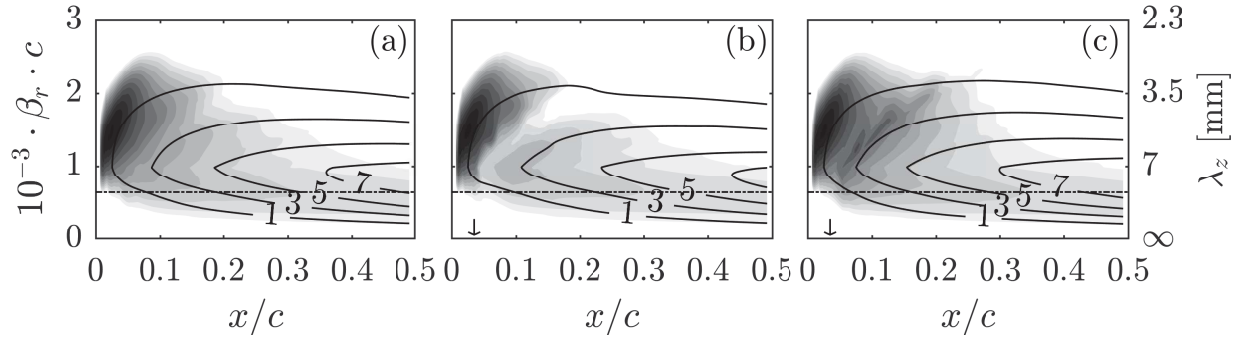 3 (a) (b) (c) 2.3
2 3.5
1 7
0 ∞
10⁻³ · βᵣ · c
λ_z [mm]
1 3 5 7
1 3 5
1 3 5 7
↓ ↓
0 0.1 0.2 0.3 0.4 0.5 0 0.1 0.2 0.3 0.4 0.5 0 0.1 0.2 0.3 0.4 0.5
x/c x/c x/c